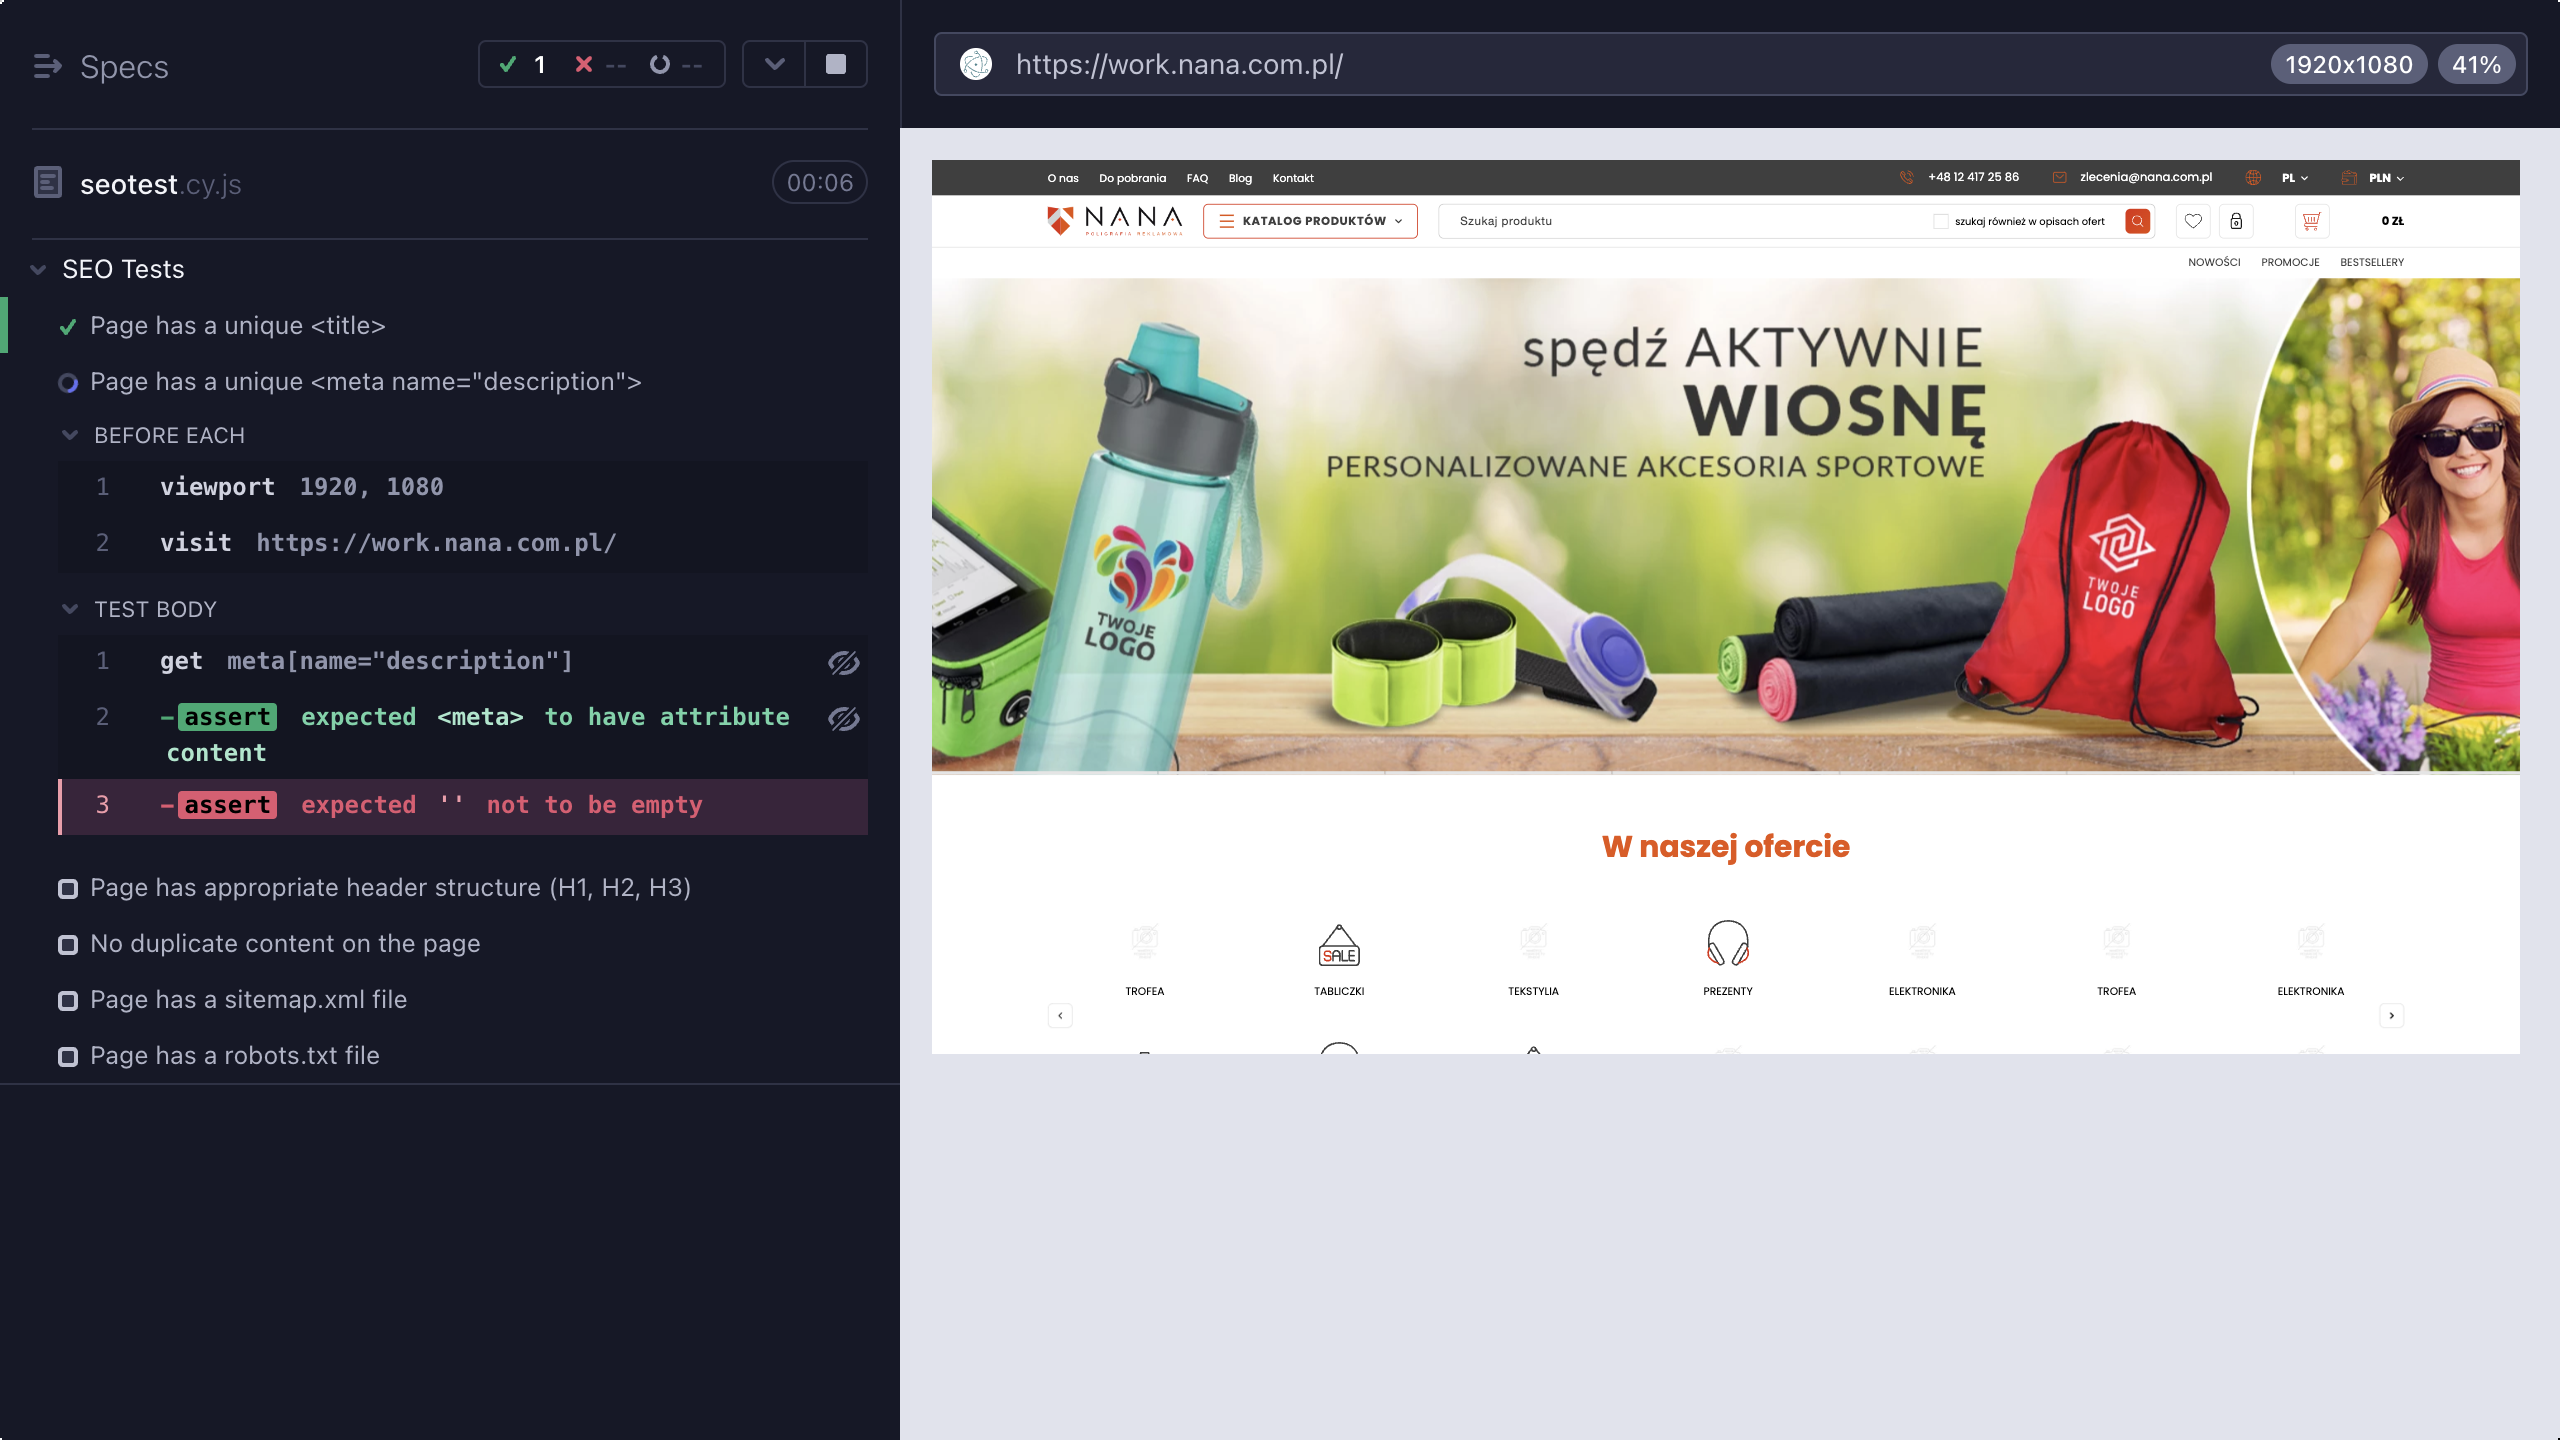 Specs
1 -- --
seotest.cy.js
00:06
SEO Tests
Page has a unique <title>
Page has a unique <meta name="description">
BEFORE EACH
1 viewport 1920, 1080
2 visit https://work.nana.com.pl/
TEST BODY
1 get meta[name="description"]
2 -assert expected <meta> to have attribute
content
3 -assert expected '' not to be empty
Page has appropriate header structure (H1, H2, H3)
No duplicate content on the page
Page has a sitemap.xml file
Page has a robots.txt file
https://work.nana.com.pl/
1920x1080
41%
O nas Do pobrania FAQ Blog Kontakt
+48 12 417 25 86 zlecenia@nana.com.pl PL PLN
NANA
POLIGRAFIA REKLAMOWA
KATALOG PRODUKTÓW
Szukaj produktu
szukaj również w opisach ofert
0 ZŁ
NOWOŚCI PROMOCJE BESTSELLERY
spędź AKTYWNIE
WIOSNĘ
PERSONALIZOWANE AKCESORIA SPORTOWE
TWOJE
LOGO
TWOJE
LOGO
W naszej ofercie
SALE
TROFEA TABLICZKI TEKSTYLIA PREZENTY ELEKTRONIKA TROFEA ELEKTRONIKA